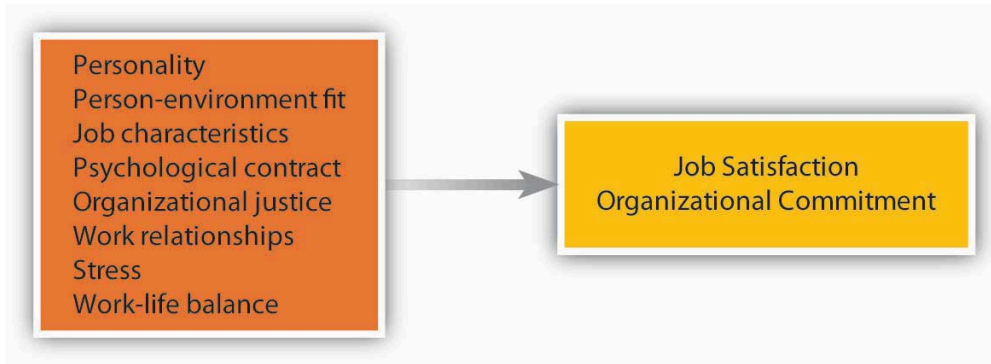 Personality
Person-environment fit
Job characteristics
Psychological contract
Organizational justice
Work relationships
Stress
Work-life balance
Job Satisfaction
Organizational Commitment